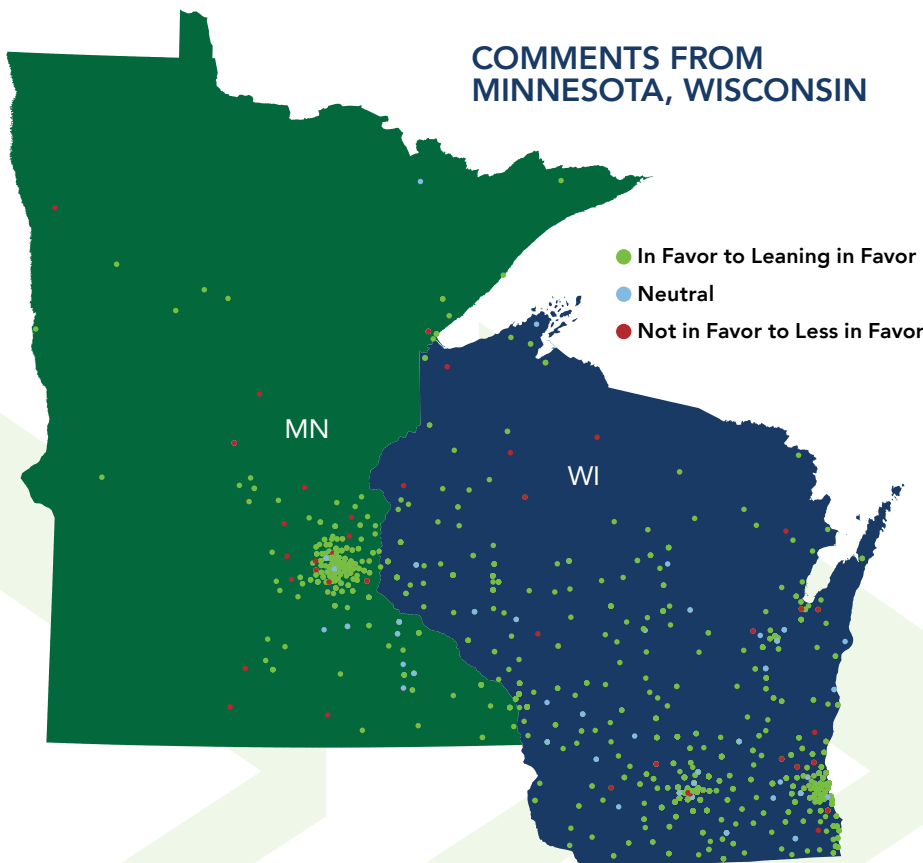 COMMENTS FROM
MINNESOTA, WISCONSIN
In Favor to Leaning in Favor
Neutral
Not in Favor to Less in Favor
MN
WI